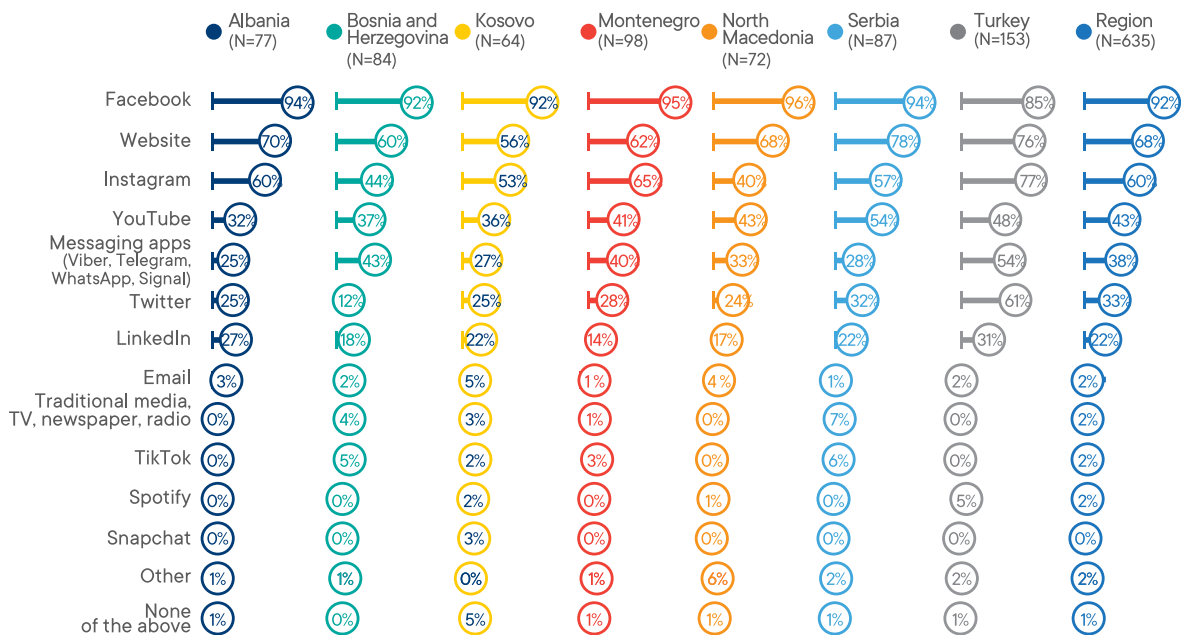 Albania
(N=77)
Bosnia and
Herzegovina
(N=84)
Kosovo
(N=64)
Montenegro
(N=98)
North
Macedonia
(N=72)
Serbia
(N=87)
Turkey
(N=153)
Region
(N=635)
Facebook 94% 92% 92% 95% 96% 94% 85% 92%
Website 70% 60% 56% 62% 68% 78% 76% 68%
Instagram 60% 44% 53% 65% 40% 57% 77% 60%
YouTube 32% 37% 36% 41% 43% 54% 48% 43%
Messaging apps
(Viber, Telegram,
WhatsApp, Signal)
25% 43% 27% 40% 33% 28% 54% 38%
Twitter 25% 12% 25% 28% 24% 32% 61% 33%
LinkedIn 27% 18% 22% 14% 17% 22% 31% 22%
Email 3% 2% 5% 1% 4% 1% 2% 2%
Traditional media,
TV, newspaper, radio
0% 4% 3% 1% 0% 7% 0% 2%
TikTok 0% 5% 2% 3% 0% 6% 0% 2%
Spotify 0% 0% 2% 0% 1% 0% 5% 2%
Snapchat 0% 0% 3% 0% 0% 0% 0% 0%
Other 1% 1% 0% 1% 6% 2% 2% 2%
None
of the above
1% 0% 5% 1% 1% 1% 1% 1%